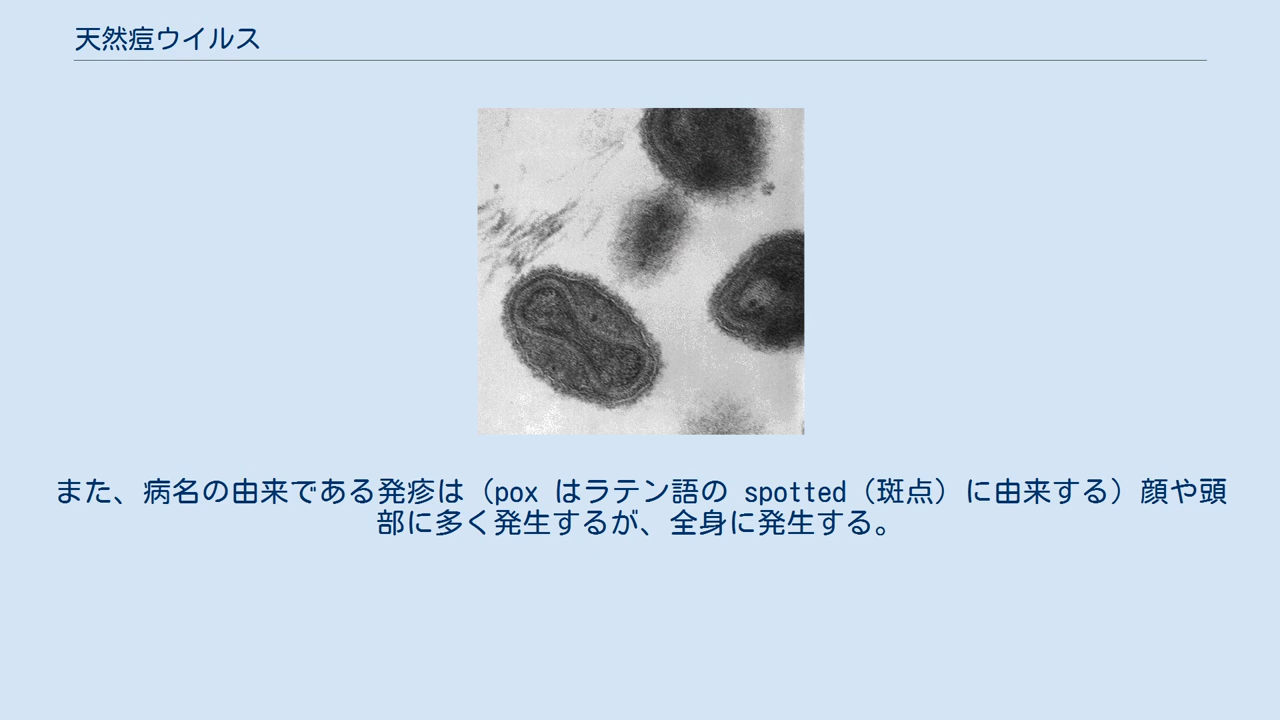 天然痘ウイルス
また、病名の由来である発疹は（pox はラテン語の spotted（斑点）に由来する）顔や頭
部に多く発生するが、全身に発生する。